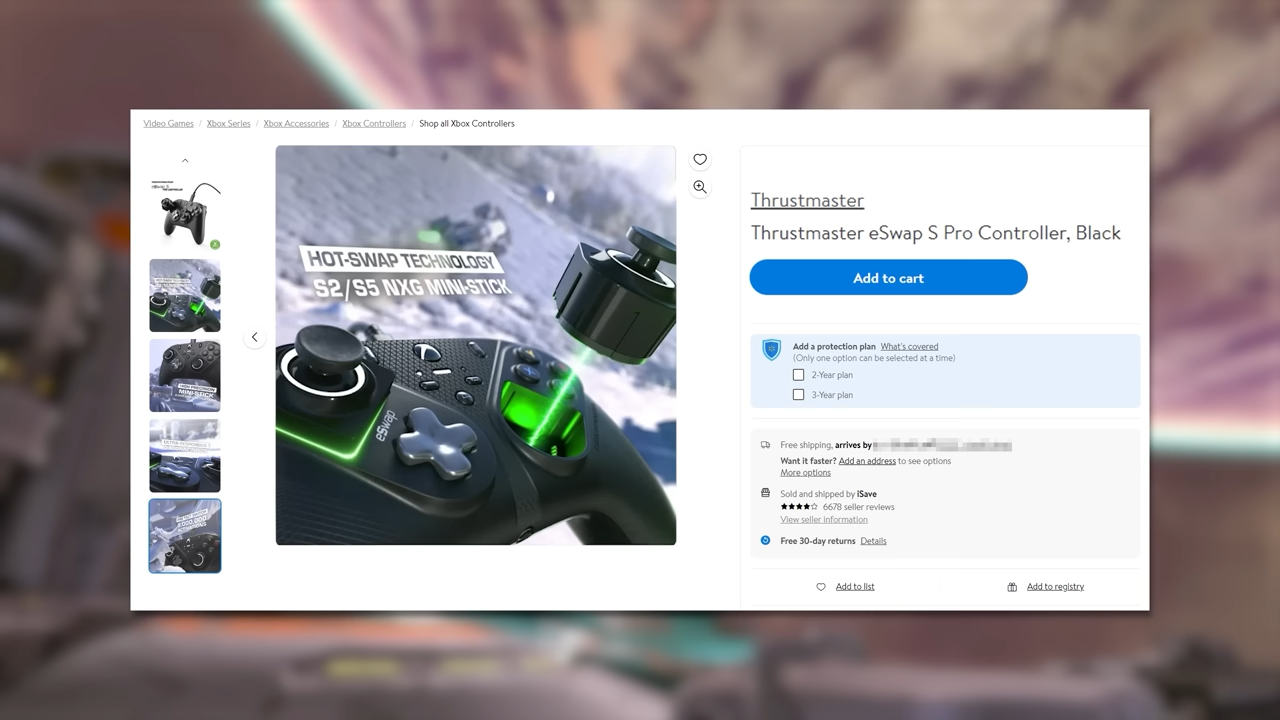 Video Games / Xbox Series / Xbox Accessories / Xbox Controllers / Shop all Xbox Controllers
HOT-SWAP TECHNOLOGY
S2/S5 NXG MINI-STICK
eSwap
Thrustmaster
Thrustmaster eSwap S Pro Controller, Black
Add to cart
Add a protection plan What's covered
(Only one option can be selected at a time)
2-Year plan
3-Year plan
Free shipping, arrives by
Want it faster? Add an address to see options
More options
Sold and shipped by iSave
6678 seller reviews
View seller information
Free 30-day returns Details
Add to list
Add to registry